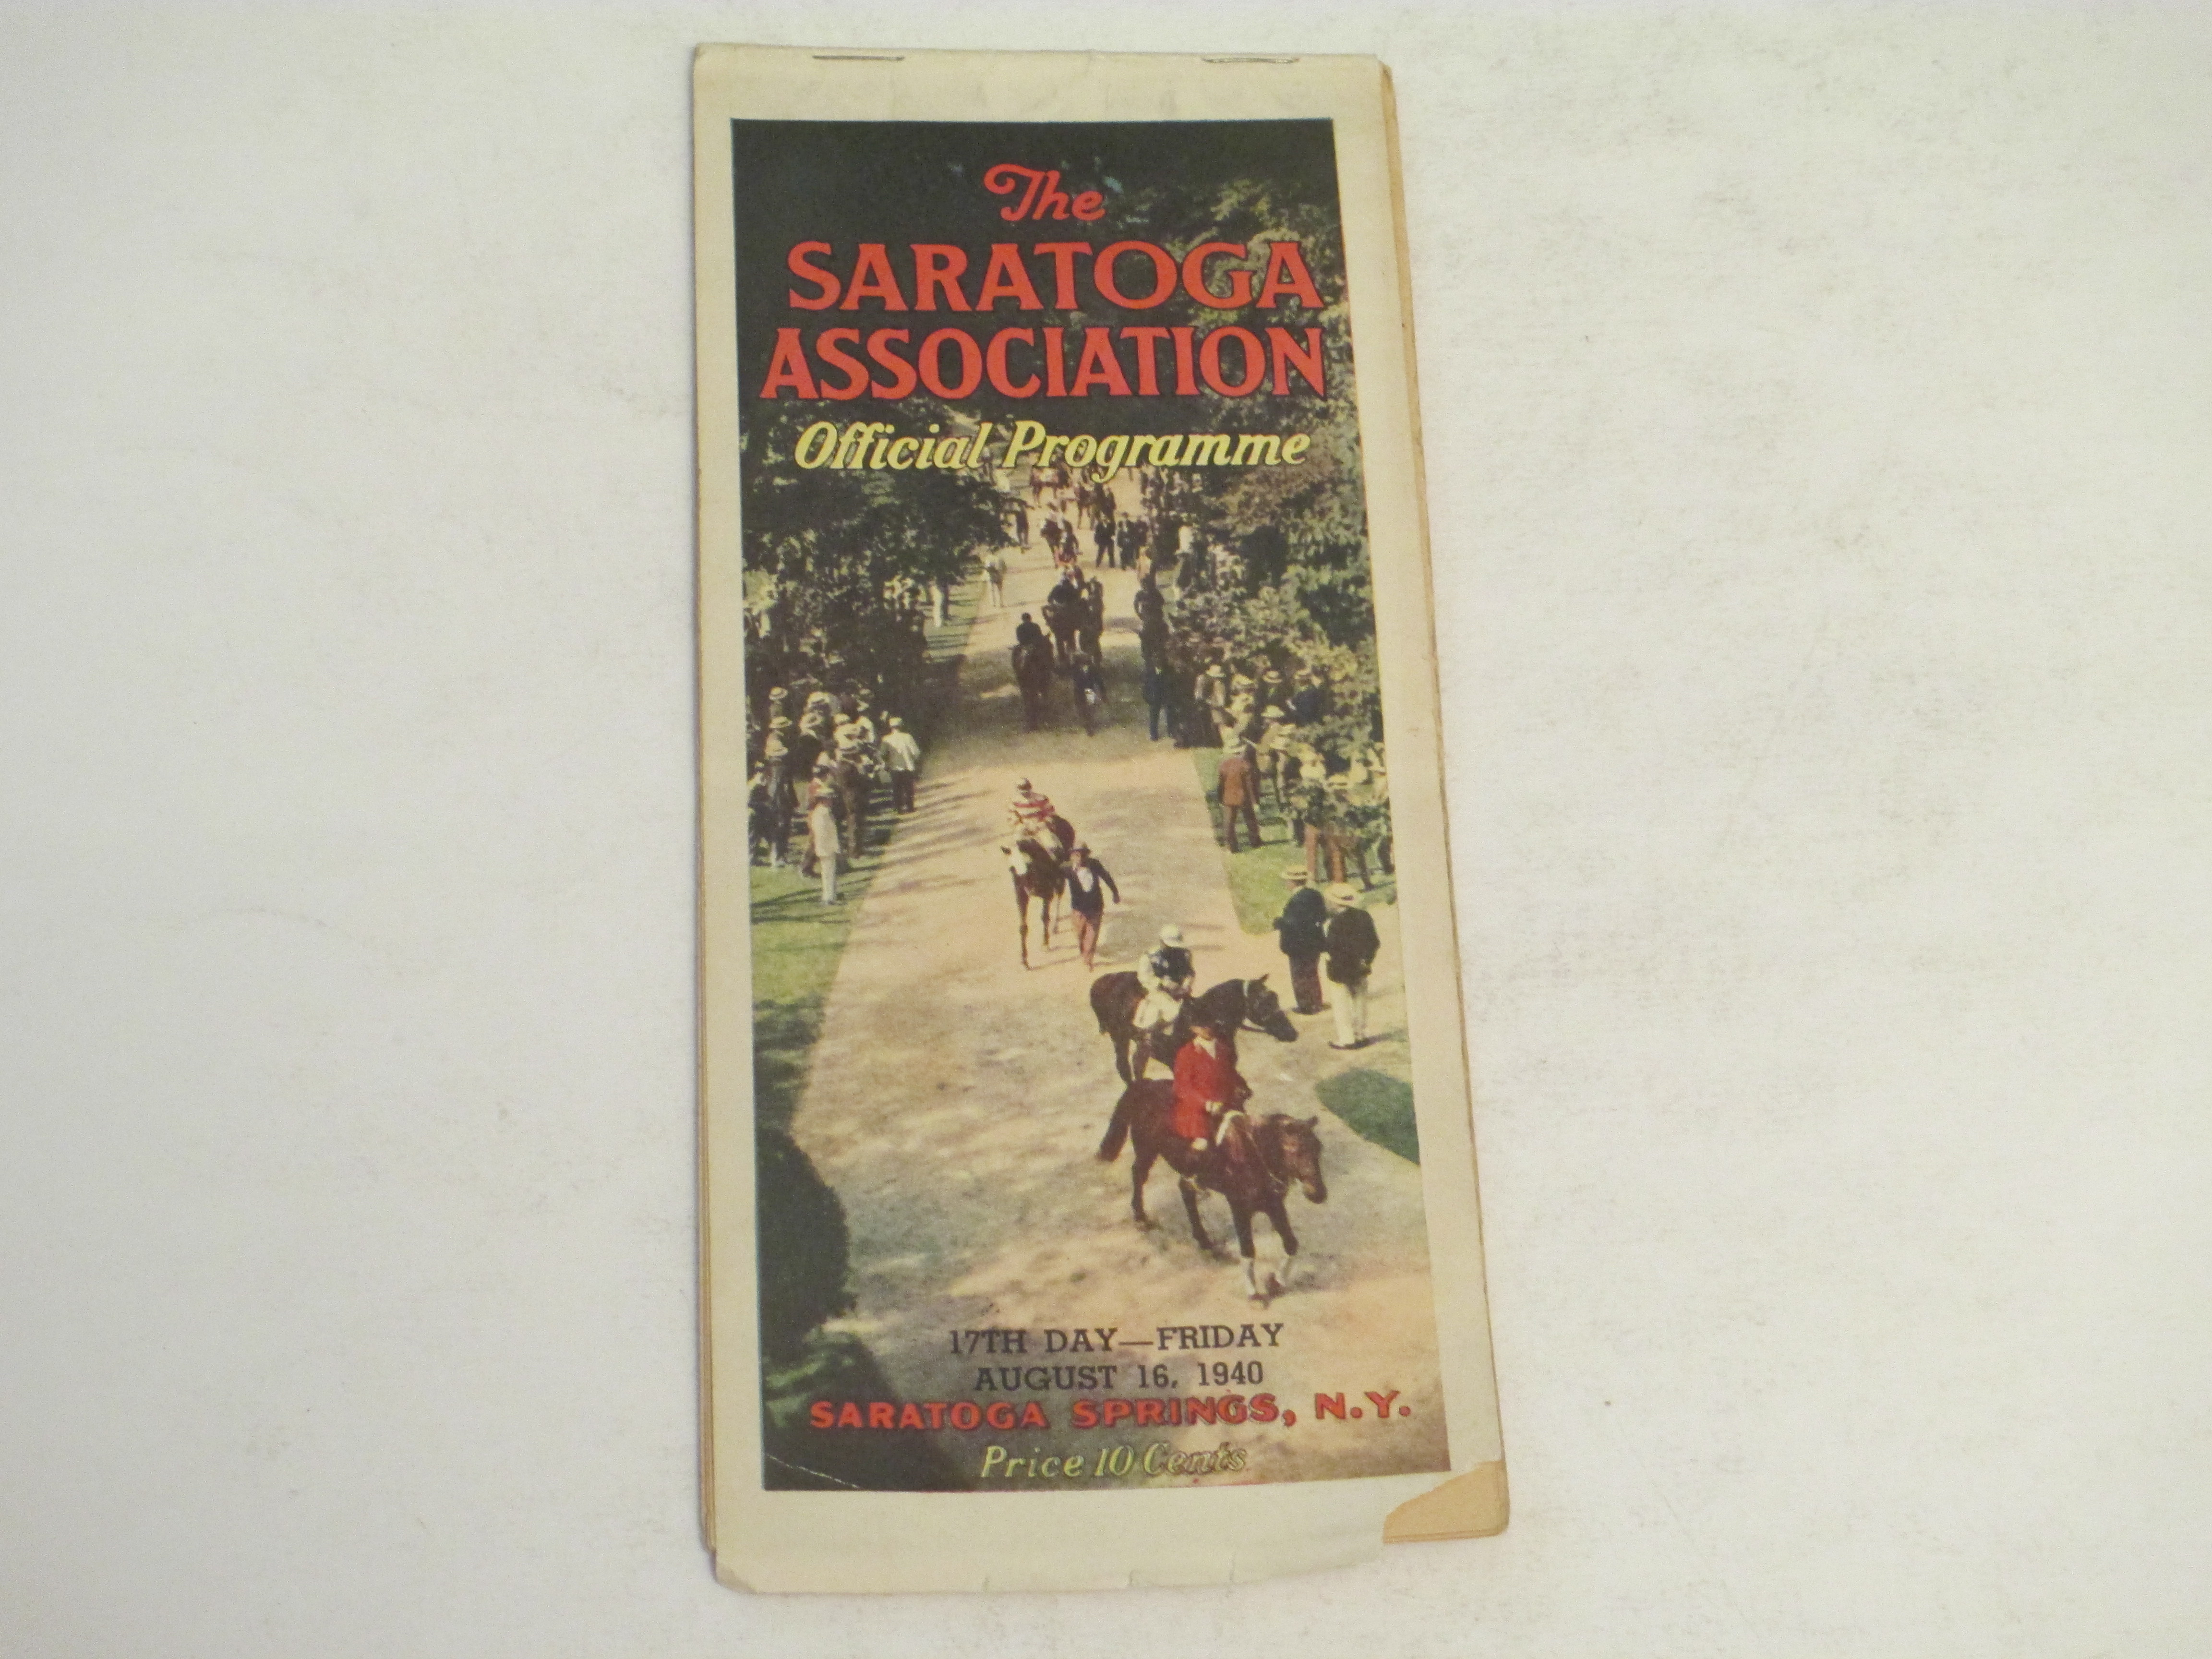 The
SARATOGA
ASSOCIATION
Official Programme
17TH DAY—FRIDAY
AUGUST 16, 1940
SARATOGA SPRINGS, N.Y.
Price 10 Cents